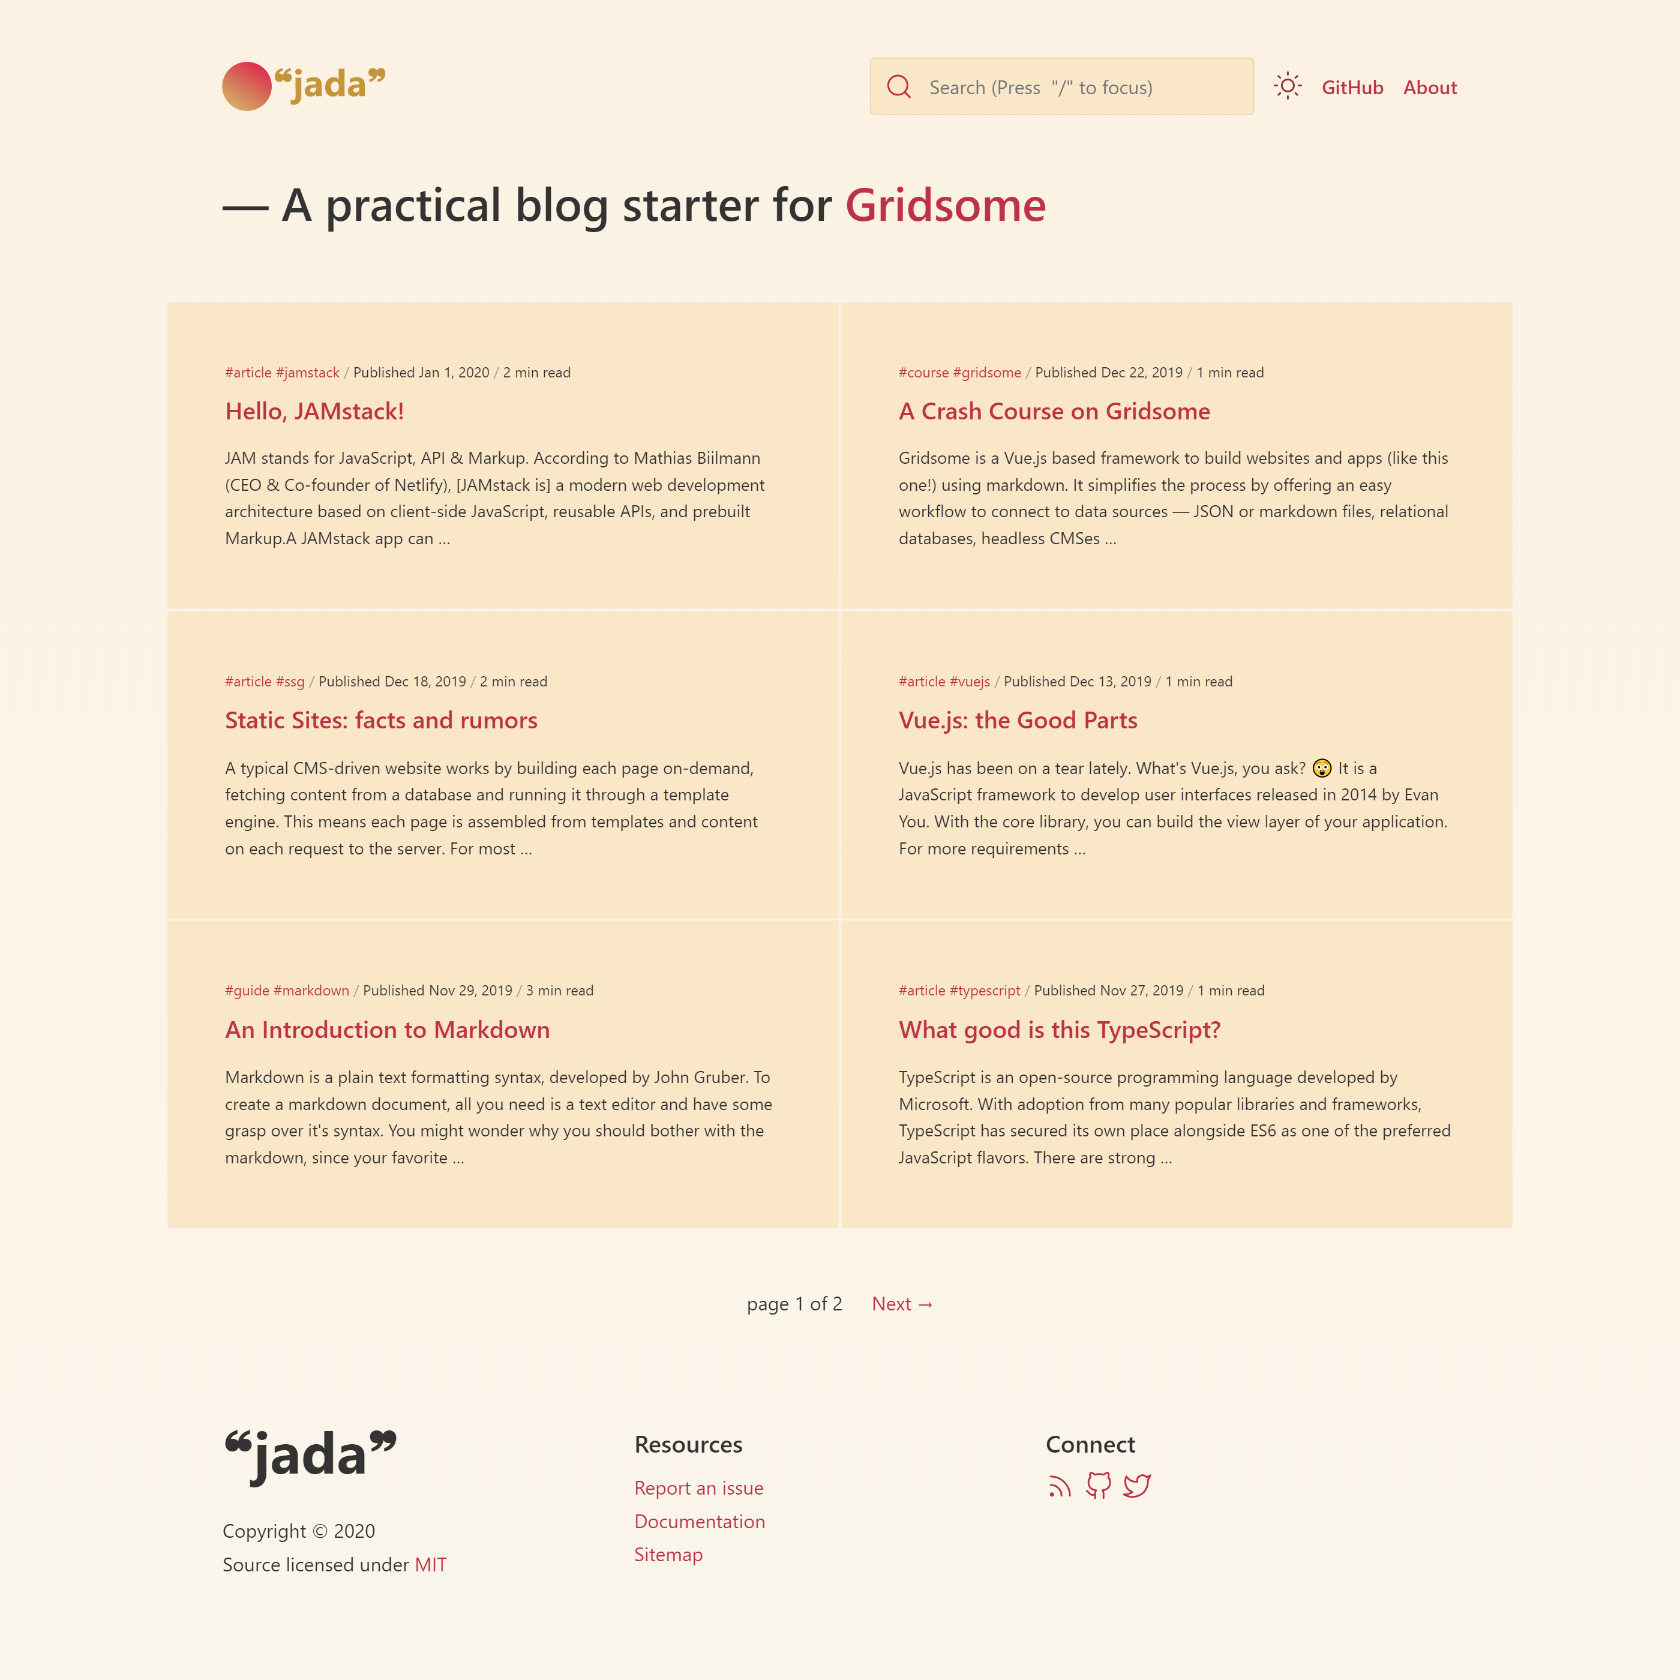 “jada”
Search (Press "/" to focus)
GitHub About
— A practical blog starter for Gridsome
#article #jamstack / Published Jan 1, 2020 / 2 min read
Hello, JAMstack!
JAM stands for JavaScript, API & Markup. According to Mathias Biilmann
(CEO & Co-founder of Netlify), [JAMstack is] a modern web development
architecture based on client-side JavaScript, reusable APIs, and prebuilt
Markup.A JAMstack app can ...
#course #gridsome / Published Dec 22, 2019 / 1 min read
A Crash Course on Gridsome
Gridsome is a Vue.js based framework to build websites and apps (like this
one!) using markdown. It simplifies the process by offering an easy
workflow to connect to data sources — JSON or markdown files, relational
databases, headless CMSes ...
#article #ssg / Published Dec 18, 2019 / 2 min read
Static Sites: facts and rumors
A typical CMS-driven website works by building each page on-demand,
fetching content from a database and running it through a template
engine. This means each page is assembled from templates and content
on each request to the server. For most ...
#article #vuejs / Published Dec 13, 2019 / 1 min read
Vue.js: the Good Parts
Vue.js has been on a tear lately. What's Vue.js, you ask? 😲 It is a
JavaScript framework to develop user interfaces released in 2014 by Evan
You. With the core library, you can build the view layer of your application.
For more requirements ...
#guide #markdown / Published Nov 29, 2019 / 3 min read
An Introduction to Markdown
Markdown is a plain text formatting syntax, developed by John Gruber. To
create a markdown document, all you need is a text editor and have some
grasp over it's syntax. You might wonder why you should bother with the
markdown, since your favorite ...
#article #typescript / Published Nov 27, 2019 / 1 min read
What good is this TypeScript?
TypeScript is an open-source programming language developed by
Microsoft. With adoption from many popular libraries and frameworks,
TypeScript has secured its own place alongside ES6 as one of the preferred
JavaScript flavors. There are strong ...
page 1 of 2 Next →
“jada”
Copyright © 2020
Source licensed under MIT
Resources
Report an issue
Documentation
Sitemap
Connect